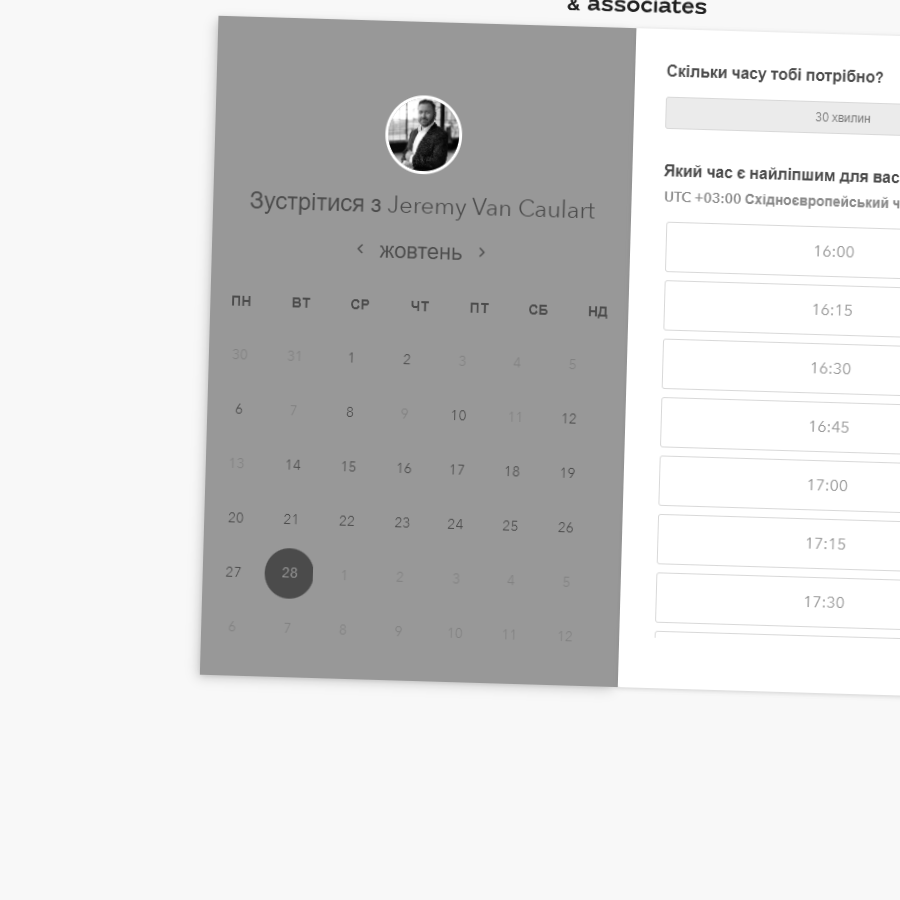 & associates
Зустрітися з Jeremy Van Caulart
‹ жовтень ›
ПН ВТ СР ЧТ ПТ СБ НД
30 31 1 2 3 4 5
6 7 8 9 10 11 12
13 14 15 16 17 18 19
20 21 22 23 24 25 26
27 28 1 2 3 4 5
6 7 8 9 10 11 12
Скільки часу тобі потрібно?
30 хвилин
Який час є найліпшим для вас
UTC +03:00 Східноєвропейський
16:00
16:15
16:30
16:45
17:00
17:15
17:30